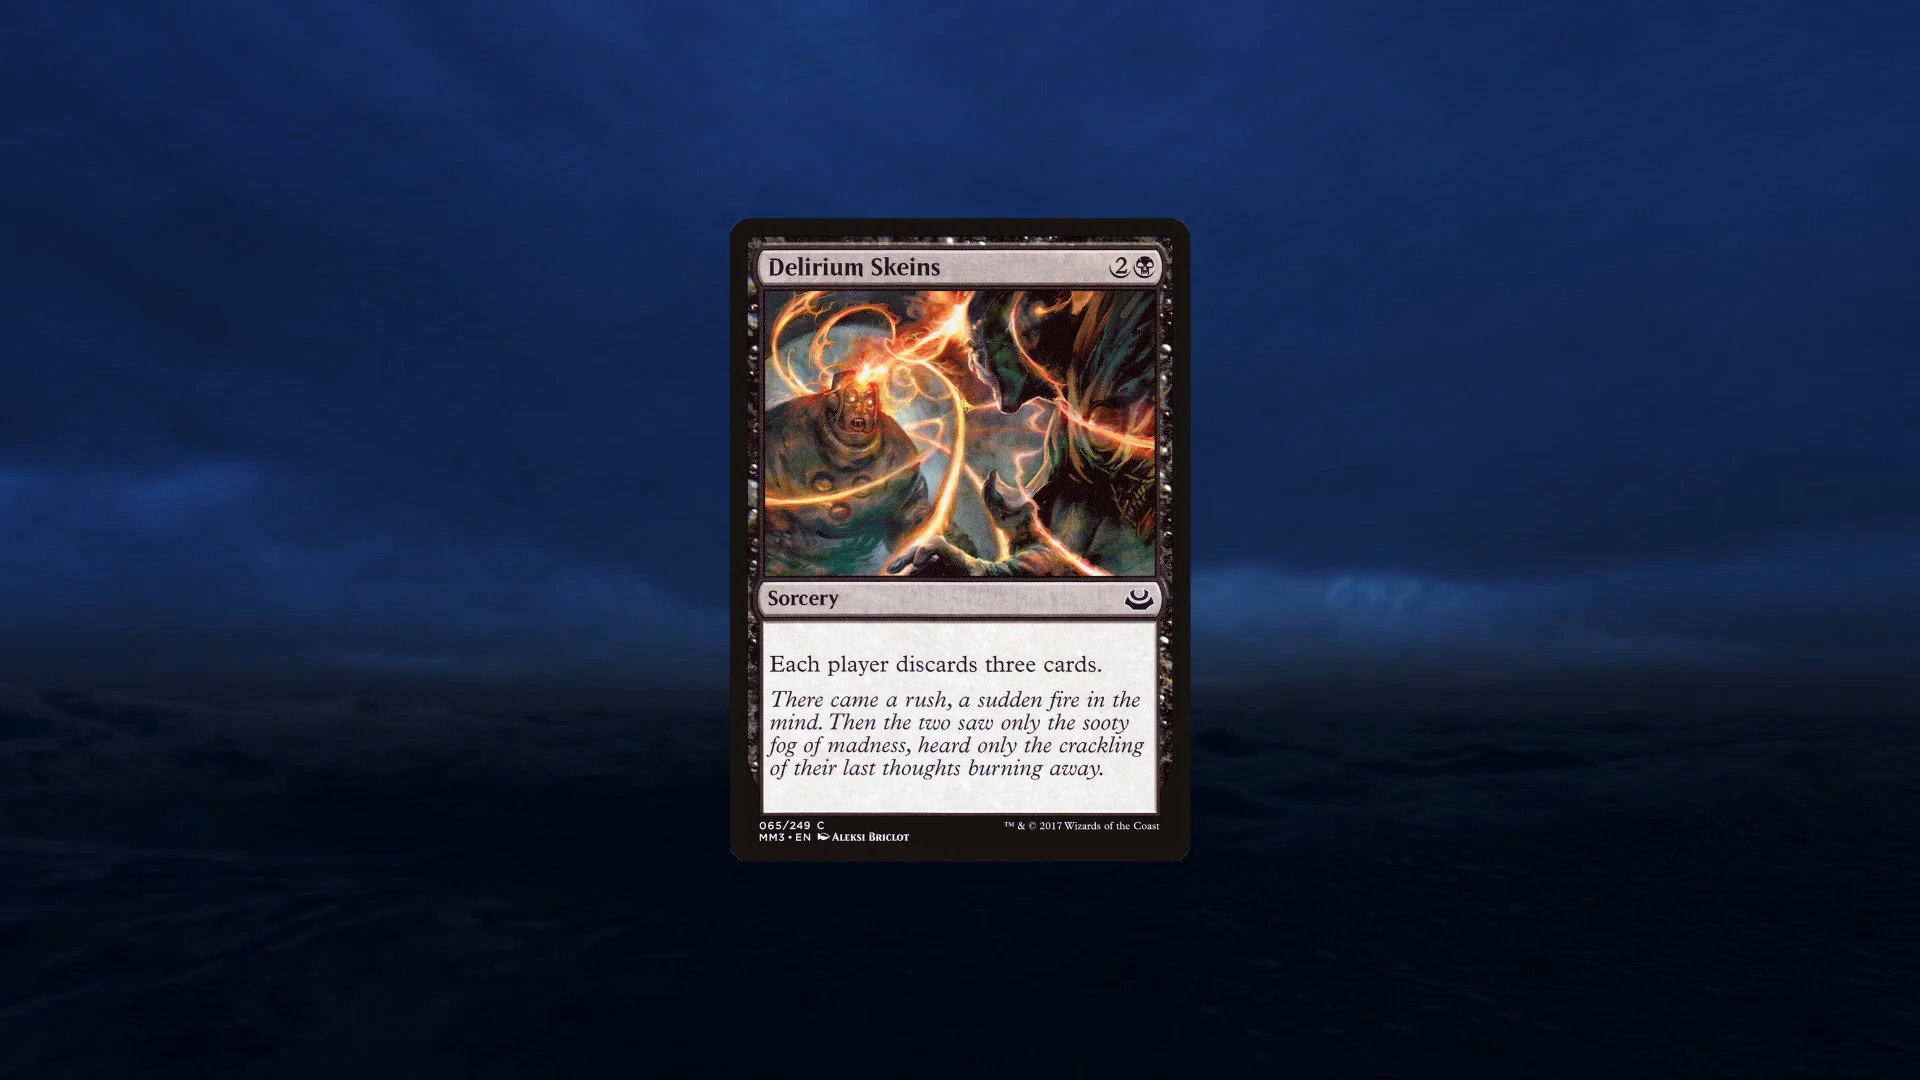 Delirium Skeins 2
Sorcery
Each player discards three cards.
There came a rush, a sudden fire in the
mind. Then the two saw only the sooty
fog of madness, heard only the crackling
of their last thoughts burning away.
065/249 C
MM3 • EN ALEKSI BRICLOT
™ & © 2017 Wizards of the Coast